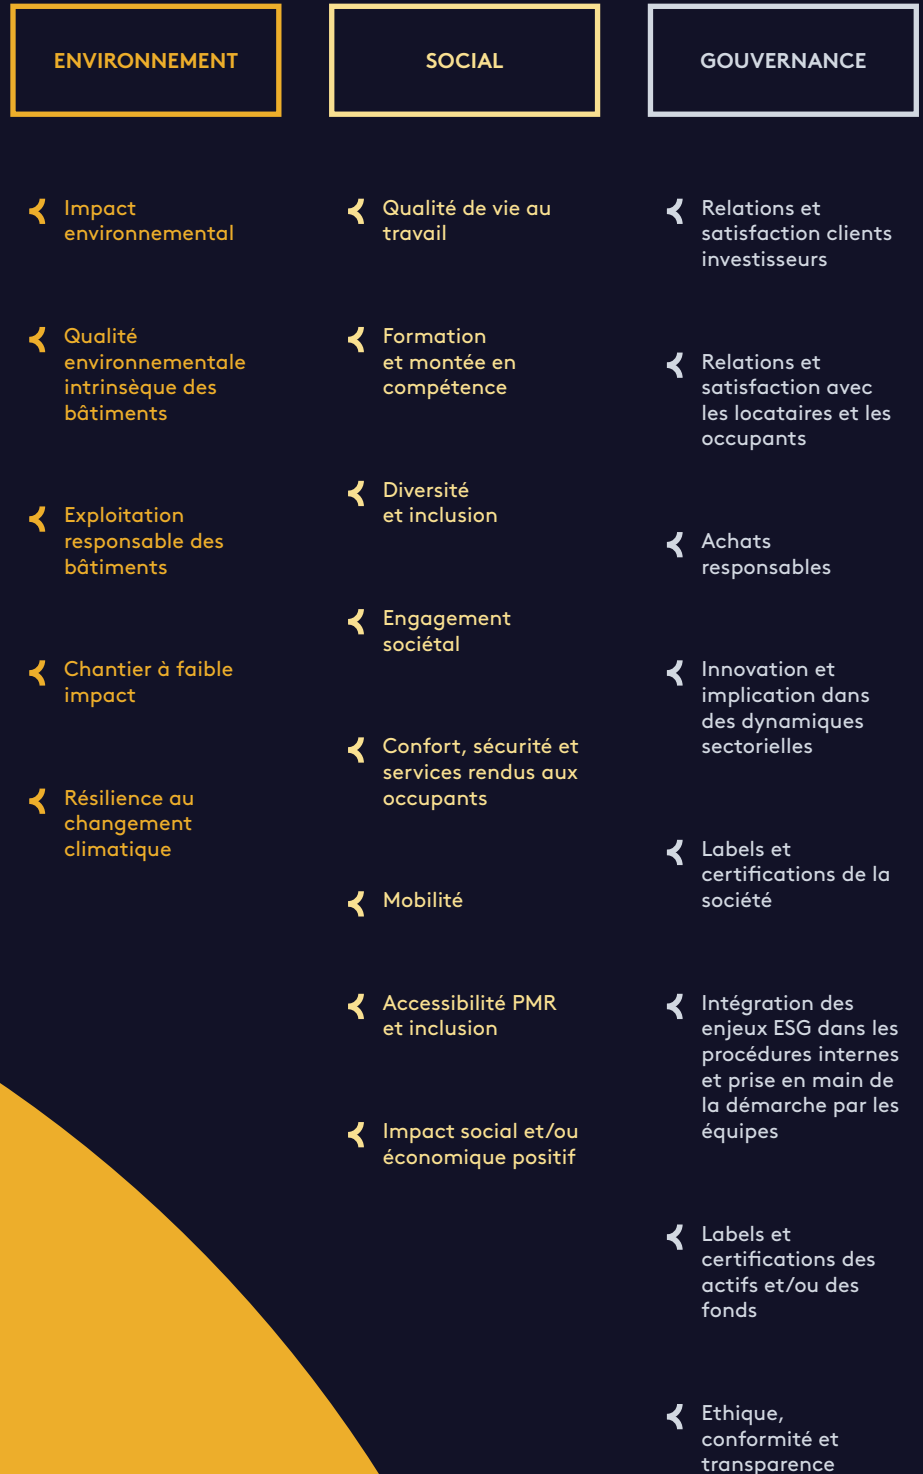 ENVIRONNEMENT
Impact
environnemental
Qualité
environnementale
intrinsèque des
bâtiments
Exploitation
responsable des
bâtiments
Chantier à faible
impact
Résilience au
changement
climatique
SOCIAL
Qualité de vie au
travail
Formation
et montée en
compétence
Diversité
et inclusion
Engagement
sociétal
Confort, sécurité et
services rendus aux
occupants
Mobilité
Accessibilité PMR
et inclusion
Impact social et/ou
économique positif
GOUVERNANCE
Relations et
satisfaction clients
investisseurs
Relations et
satisfaction avec
les locataires et les
occupants
Achats
responsables
Innovation et
implication dans
des dynamiques
sectorielles
Labels et
certifications de la
société
Intégration des
enjeux ESG dans les
procédures internes
et prise en main de
la démarche par les
équipes
Labels et
certifications des
actifs et/ou des
fonds
Ethique,
conformité et
transparence